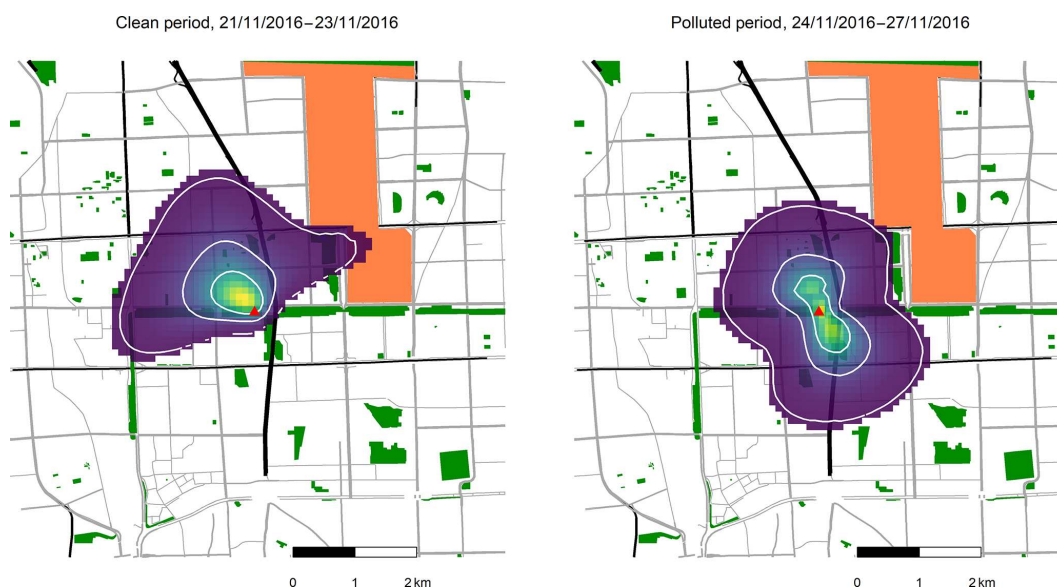 Clean period, 21/11/2016−23/11/2016
Polluted period, 24/11/2016−27/11/2016
0 1 2 km
0 1 2 km